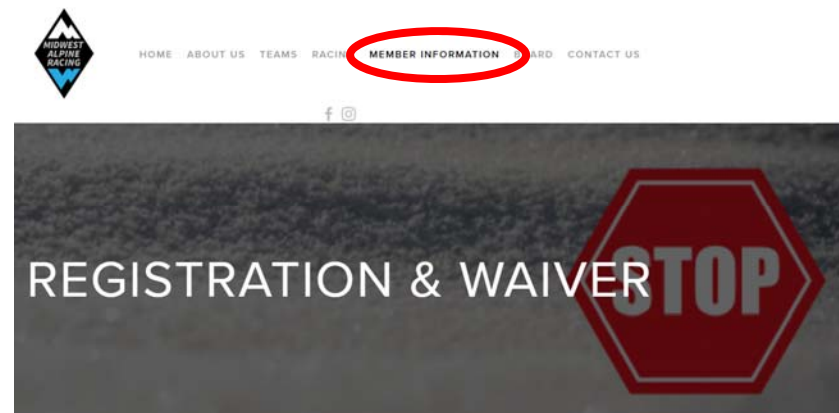 MIDWEST
ALPINE
RACING
HOME ABOUT US TEAMS MEMBER INFORMATION CONTACT US
REGISTRATION & WAIVER
STOP